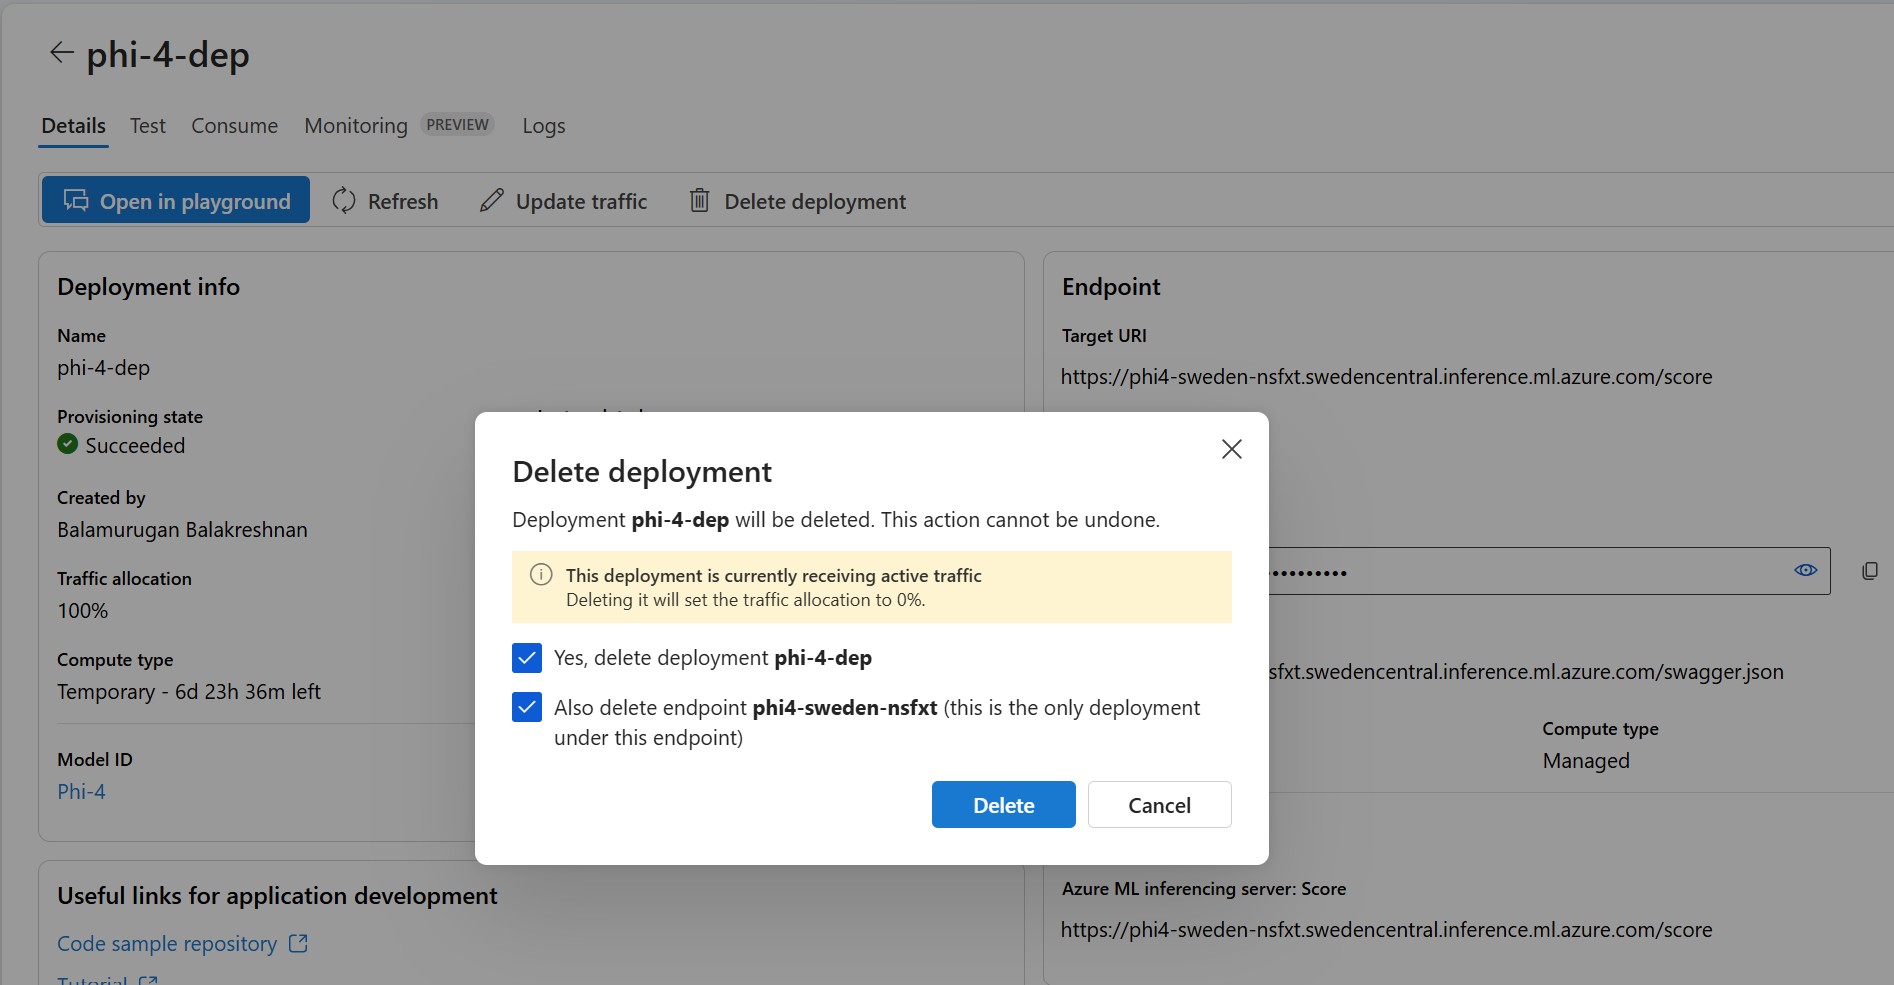 phi-4-dep
Details Test Consume Monitoring PREVIEW Logs
Open in playground Refresh Update traffic Delete deployment
Deployment info
Name
phi-4-dep
Provisioning state
Succeeded
Created by
Balamurugan Balakreshnan
Traffic allocation
100%
Compute type
Temporary - 6d 23h 36m left
Model ID
Phi-4
Useful links for application development
Code sample repository
Tutorial
Endpoint
Target URI
https://phi4-sweden-nsfxt.swedencentral.inference.ml.azure.com/score
••••••••••
sfxt.swedencentral.inference.ml.azure.com/swagger.json
Compute type
Managed
Azure ML inferencing server: Score
https://phi4-sweden-nsfxt.swedencentral.inference.ml.azure.com/score
Delete deployment
Deployment phi-4-dep will be deleted. This action cannot be undone.
This deployment is currently receiving active traffic
Deleting it will set the traffic allocation to 0%.
Yes, delete deployment phi-4-dep
Also delete endpoint phi4-sweden-nsfxt (this is the only deployment
under this endpoint)
Delete Cancel